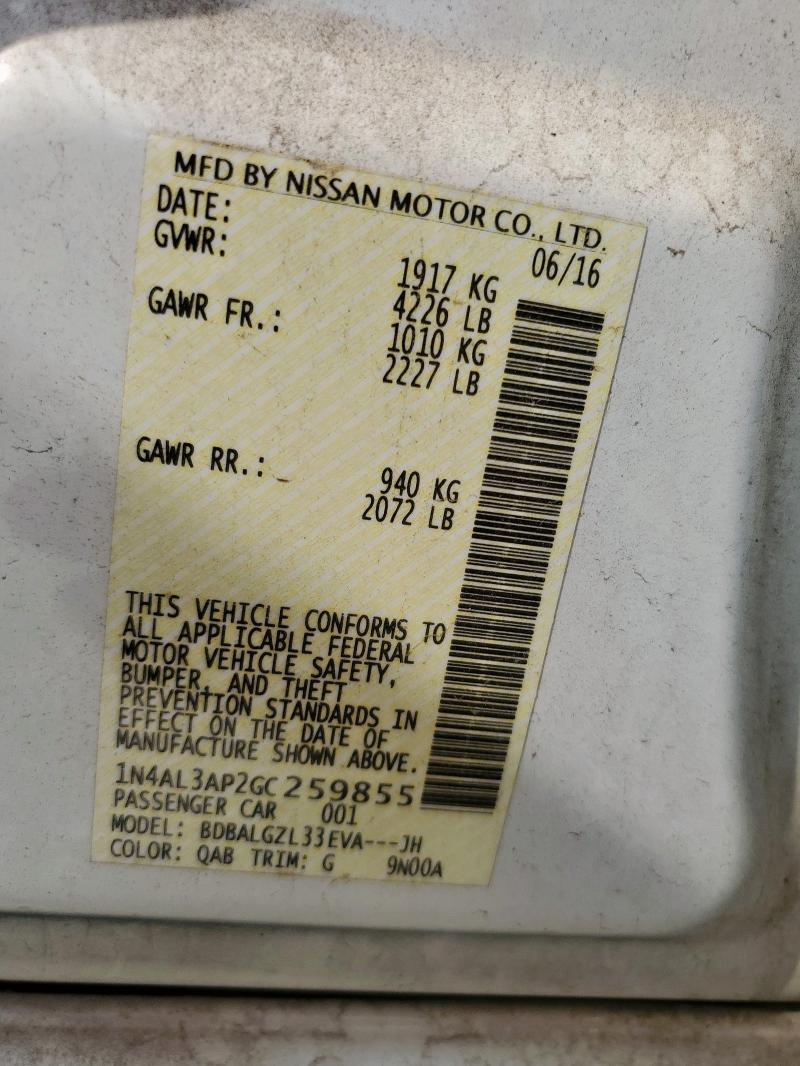 MFD BY NISSAN MOTOR CO., LTD.
DATE: 06/16
GVWR: 1917 KG
4226 LB
GAWR FR.: 1010 KG
2227 LB
GAWR RR.: 940 KG
2072 LB
THIS VEHICLE CONFORMS TO
ALL APPLICABLE FEDERAL
MOTOR VEHICLE SAFETY,
BUMPER, AND THEFT
PREVENTION STANDARDS IN
EFFECT ON THE DATE OF
MANUFACTURE SHOWN ABOVE.
1N4AL3AP2GC259855
PASSENGER CAR 001
MODEL: BDBALGZL33EVA---JH
COLOR: QAB TRIM: G 9N00A